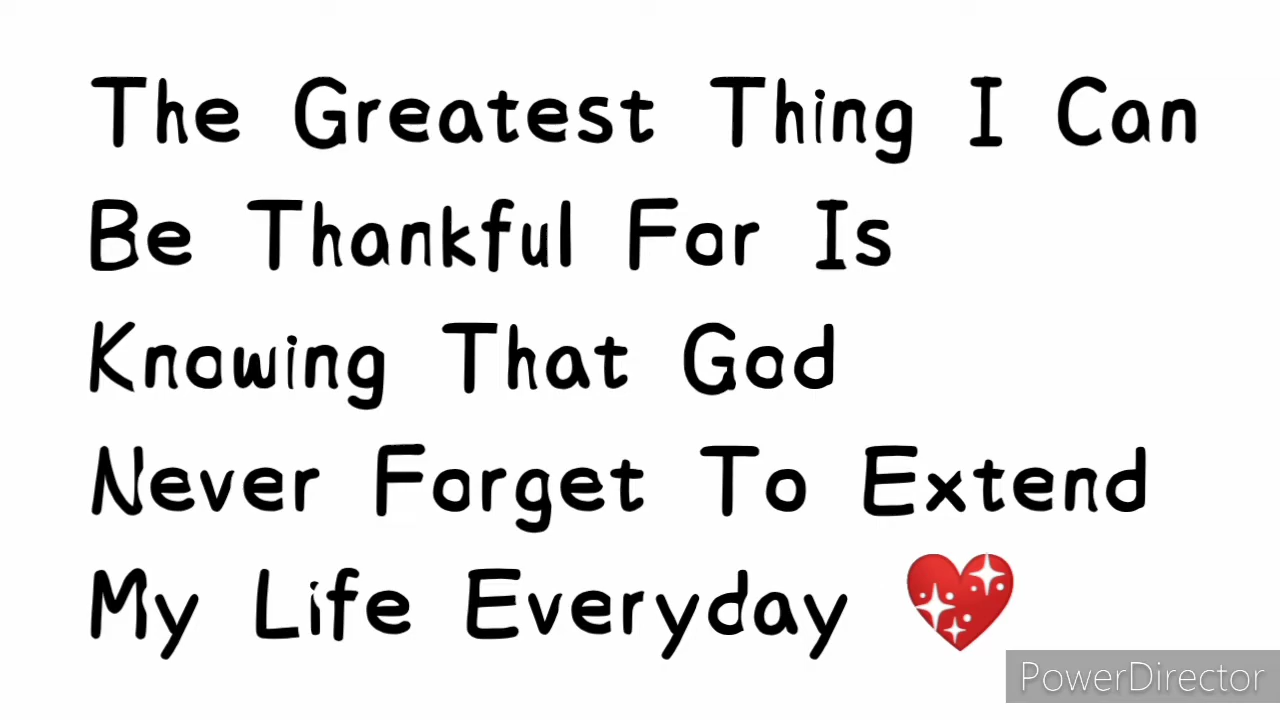 The Greatest Thing I Can
Be Thankful For Is
Knowing That God
Never Forget To Extend
My Life Everyday 💖
PowerDirector